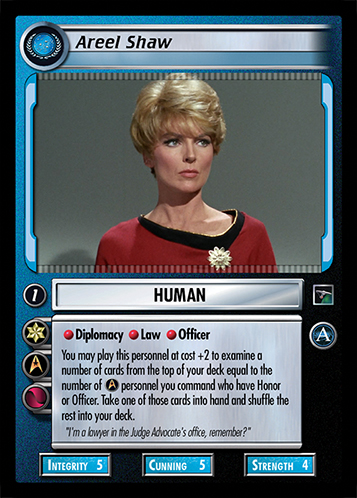 Areel Shaw
1
HUMAN
Diplomacy Law Officer
You may play this personnel at cost +2 to examine a
number of cards from the top of your deck equal to the
number of A personnel you command who have Honor
or Officer. Take one of those cards into hand and shuffle the
rest into your deck.
"I'm a lawyer in the Judge Advocate's office, remember?"
A
INTEGRITY 5 CUNNING 5 STRENGTH 4